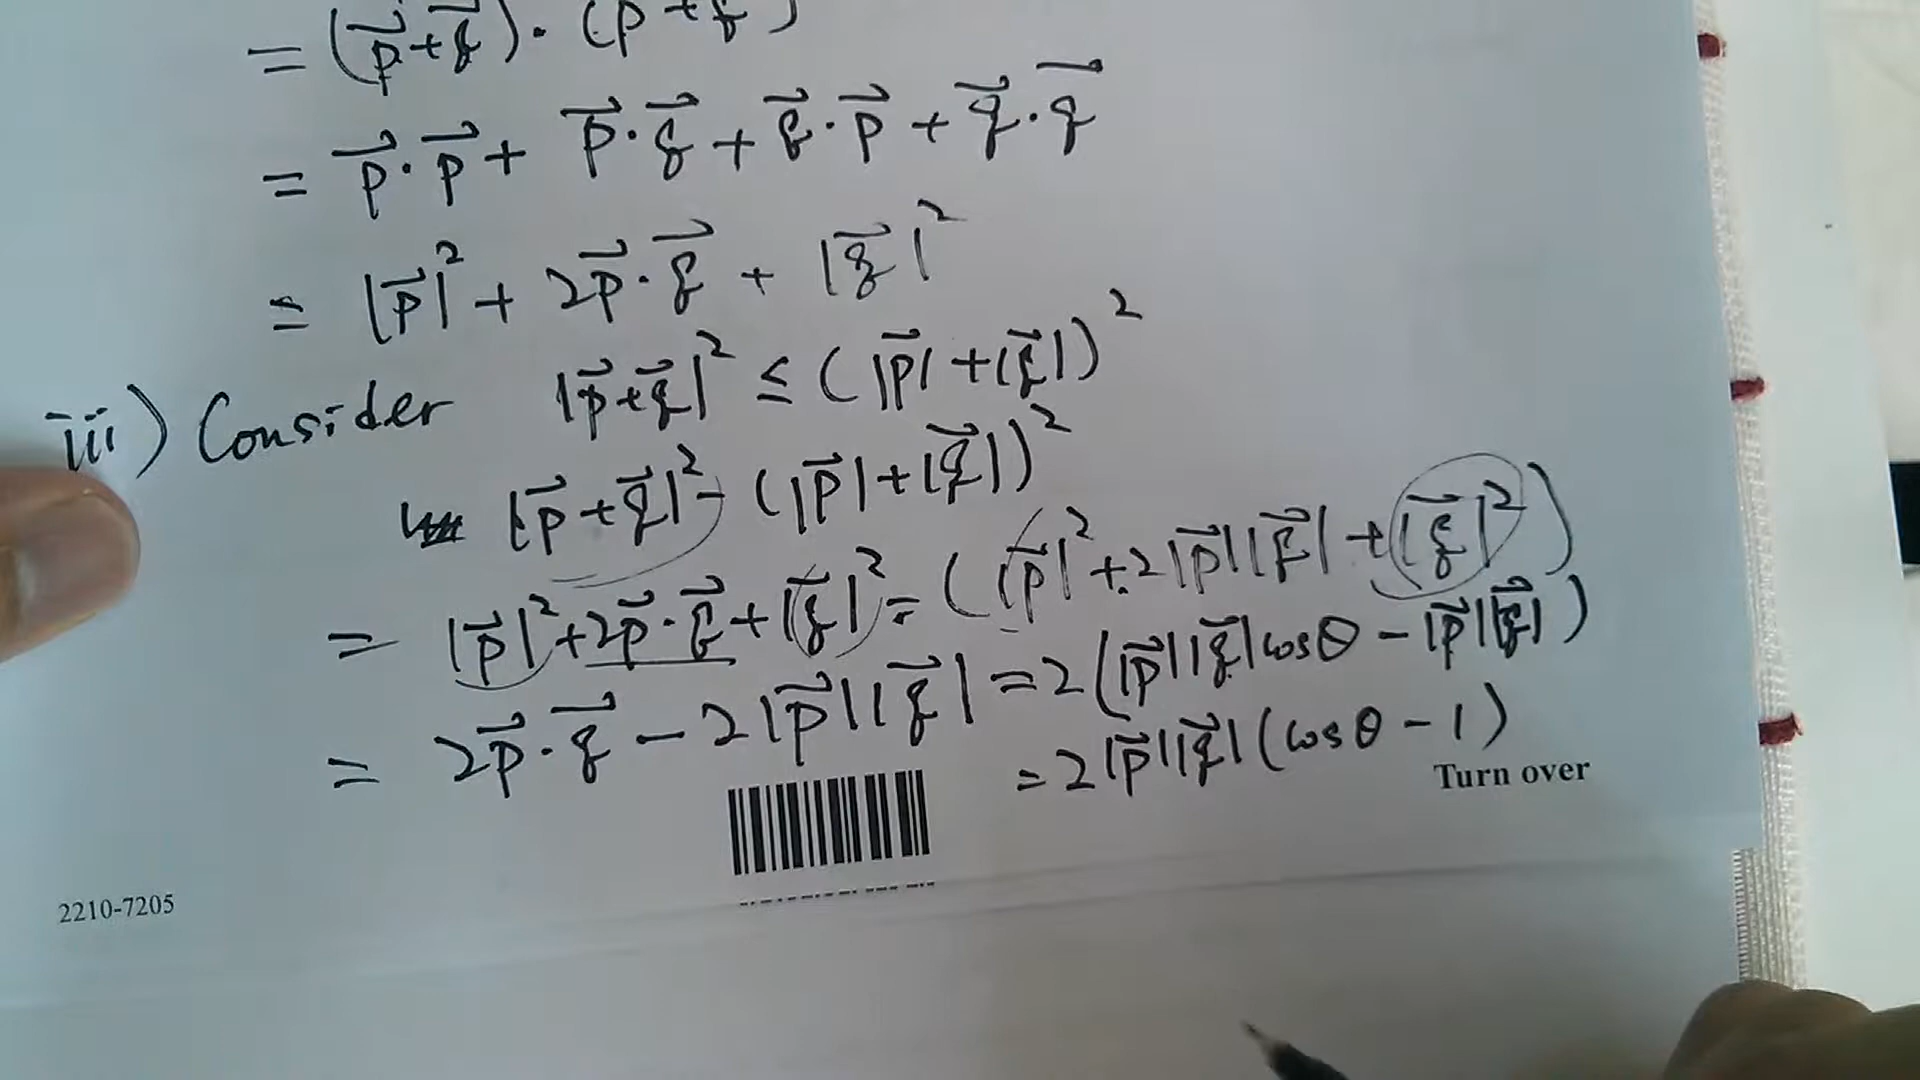 = (p⃗+q⃗)·(p⃗+q⃗)
= p⃗·p⃗ + p⃗·q⃗ + q⃗·p⃗ + q⃗·q⃗
= |p⃗|² + 2p⃗·q⃗ + |q⃗|²
iii) Consider |p⃗+q⃗|² ≤ (|p⃗|+|q⃗|)²
|p⃗+q⃗|² - (|p⃗|+|q⃗|)²
= |p⃗|²+2p⃗·q⃗+|q⃗|² - (|p⃗|²+2|p⃗||q⃗|+|q⃗|²)
= 2p⃗·q⃗ - 2|p⃗||q⃗| = 2(|p⃗||q⃗|cosθ - |p⃗||q⃗|)
= 2|p⃗||q⃗|(cosθ - 1)
Turn over
2210-7205